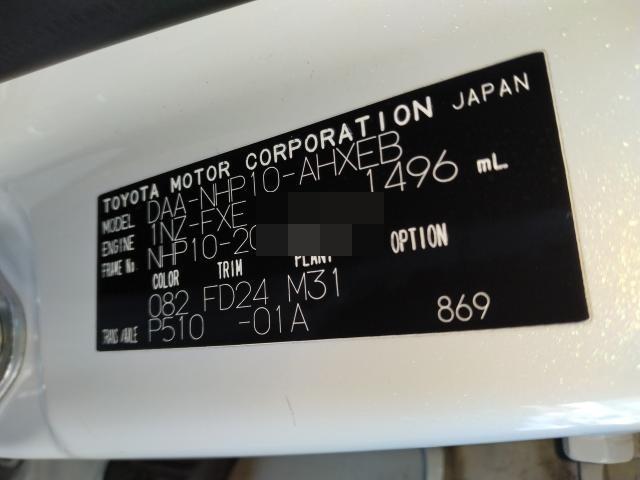 TOYOTA MOTOR CORPORATION JAPAN
MODEL DAA-NHP10-AHXEB
ENGINE 1NZ-FXE 1496 mL
FRAME No. NHP10-20
COLOR TRIM PLANT OPTION
082 FD24 M31
TRANS/AXLE P510 -01A 869